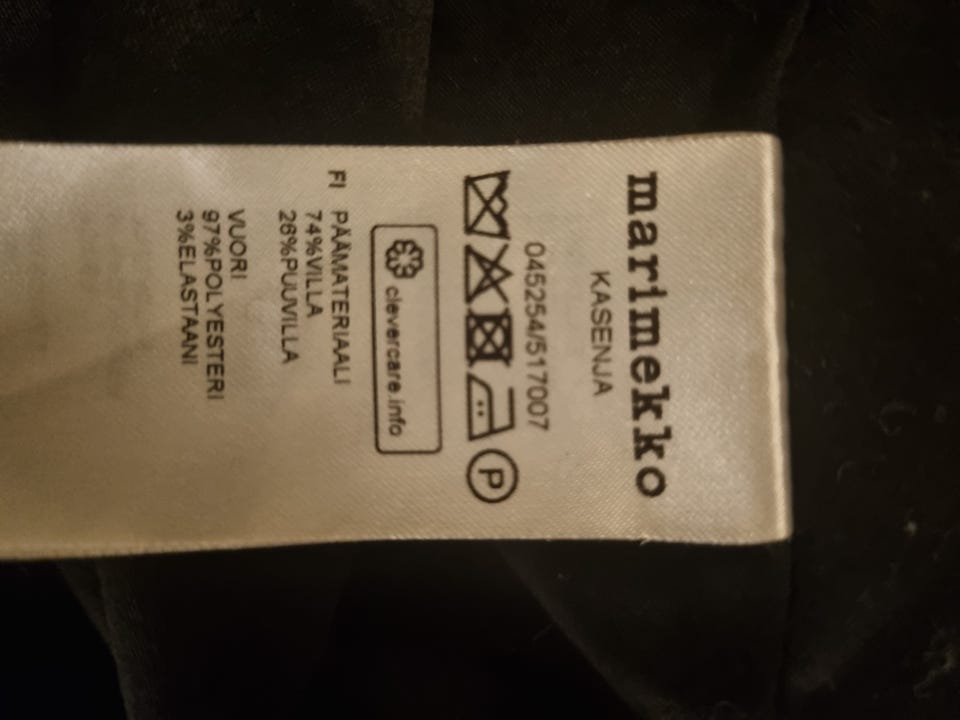 marimekko
KASENJA
045254/517007
P
clevercare.info
FI PÄÄMATERIAALI
74%VILLA
26%PUUVILLA
VUORI
97%POLYESTERI
3%ELASTAANI